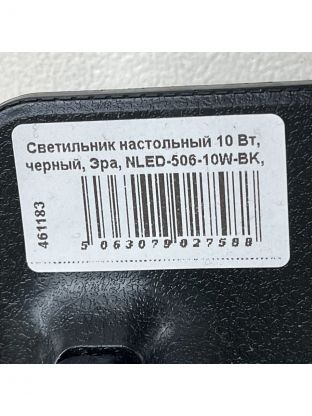 Светильник настольный 10 Вт,
черный, Эра, NLED-506-10W-BK,
461183
5 063079 027588